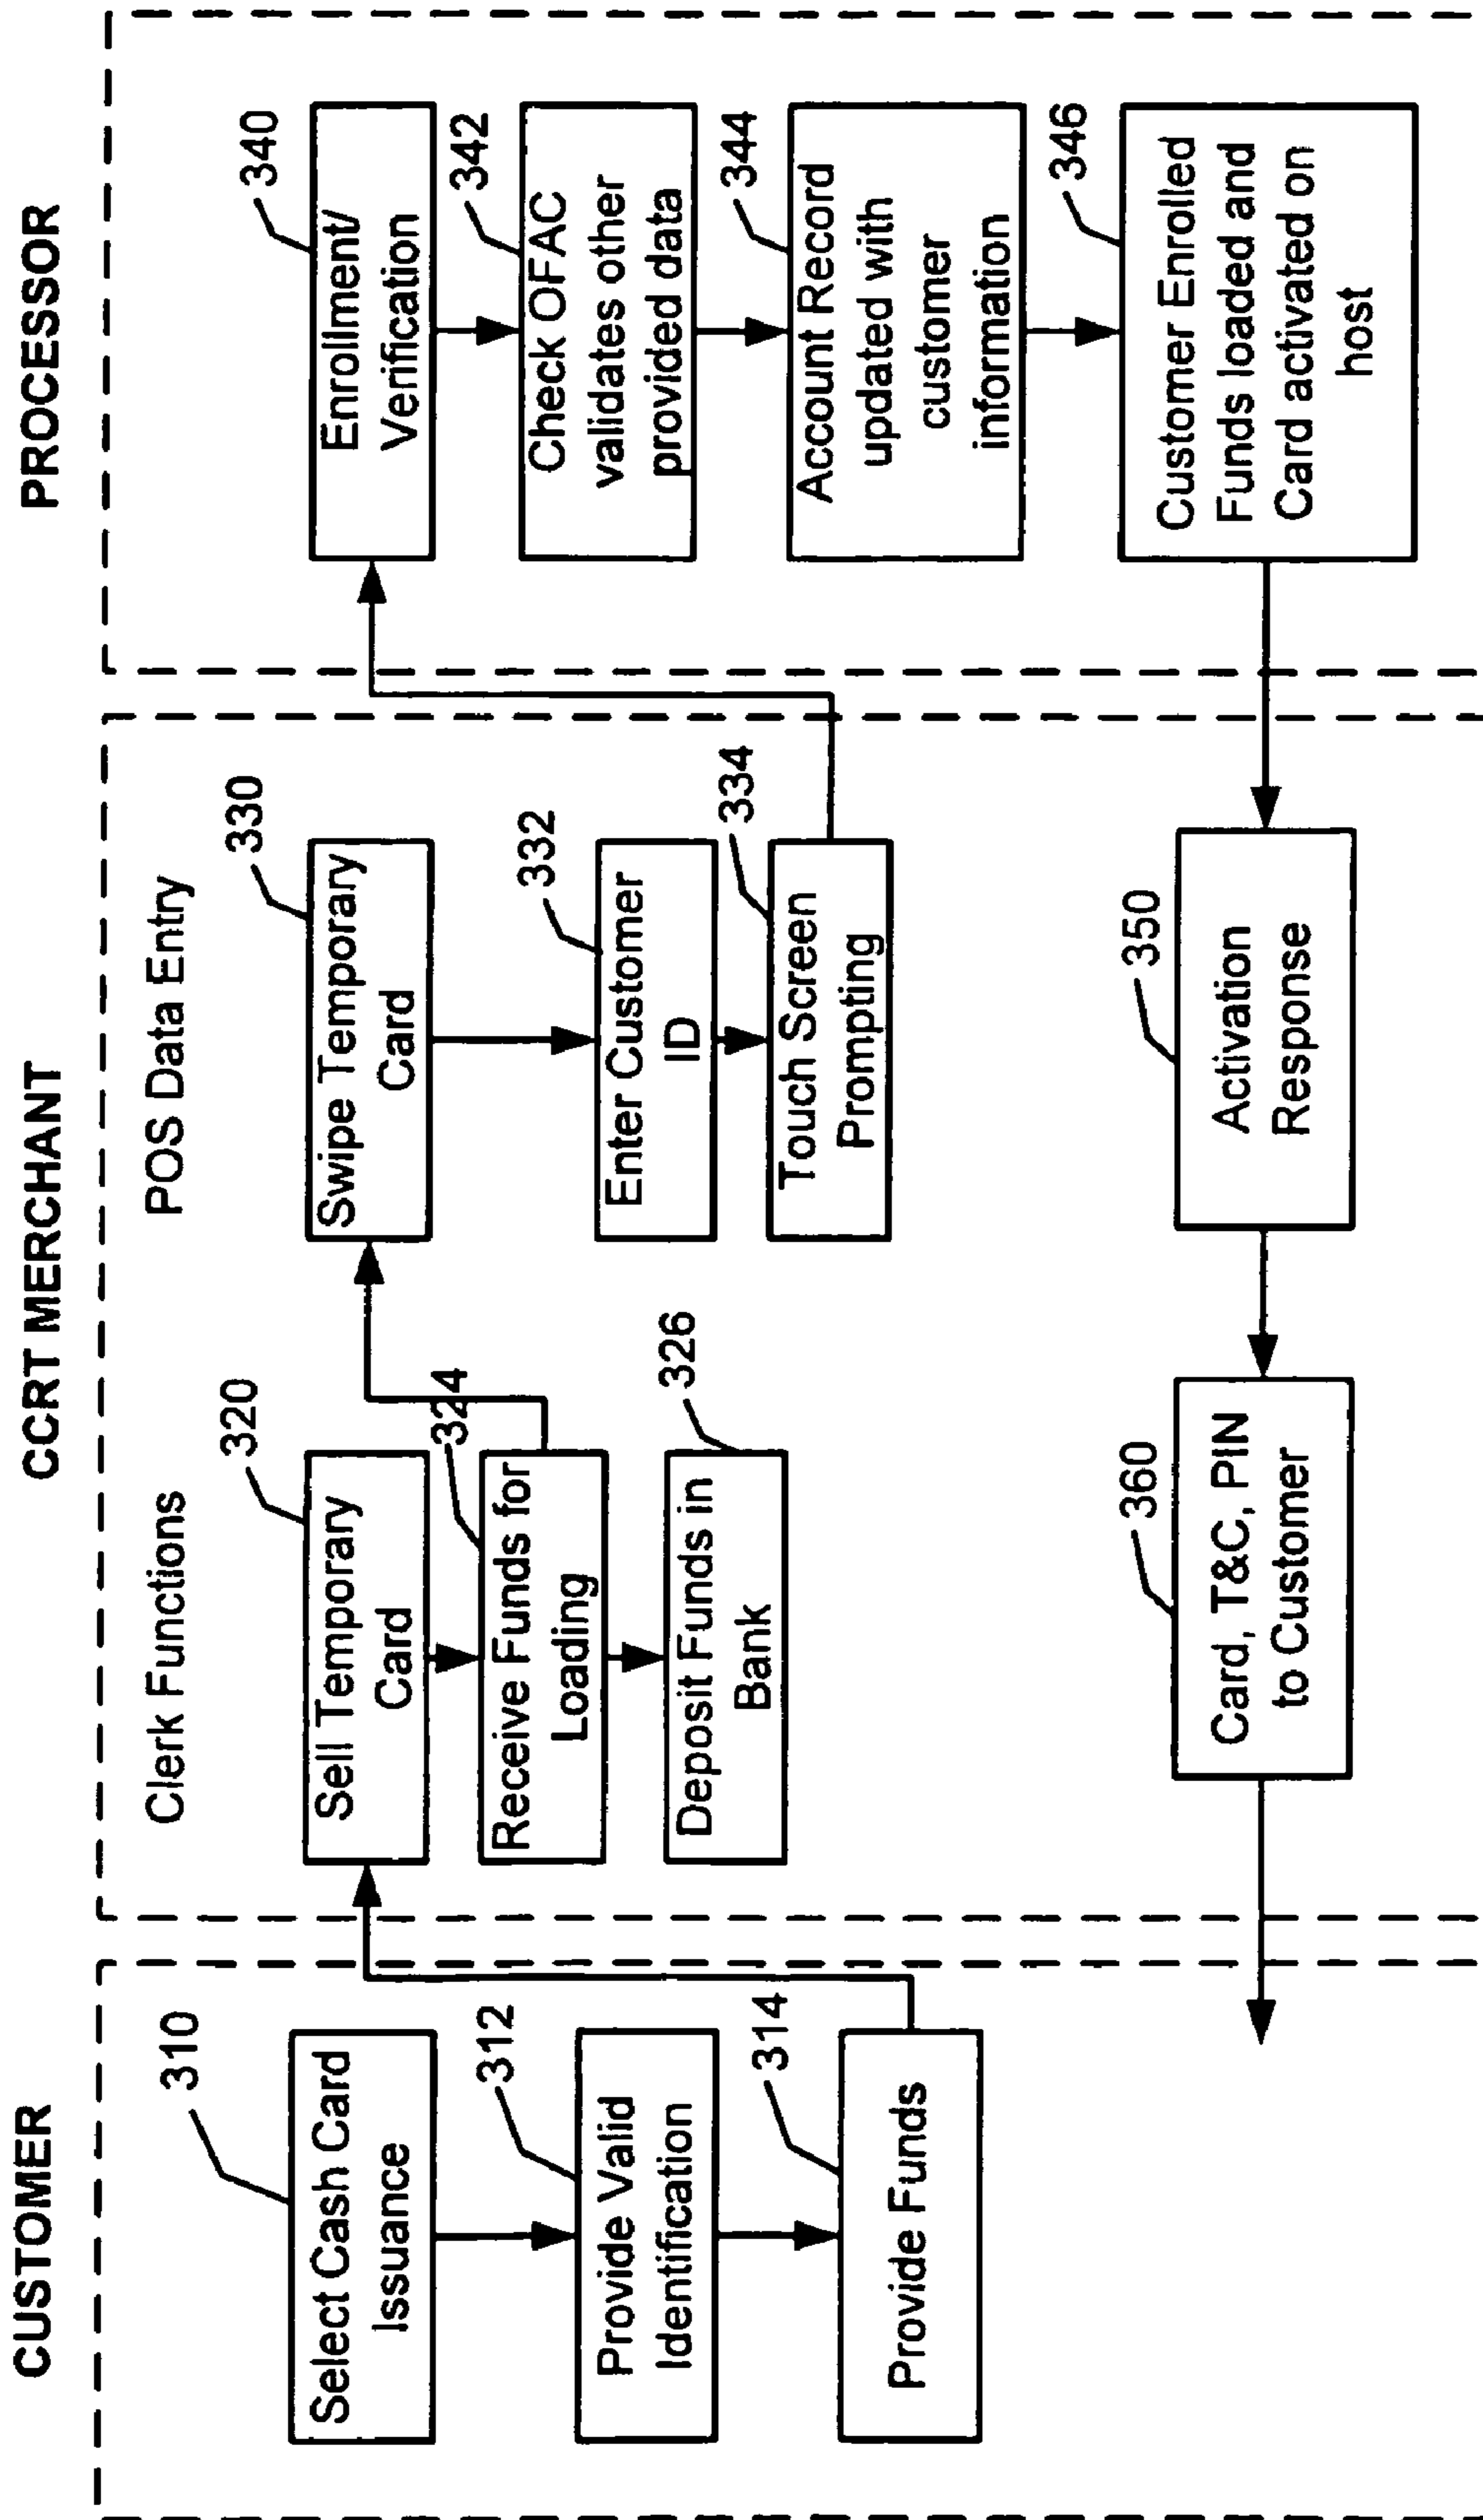 CUSTOMER
310
Select Cash Card
Issuance
312
Provide Valid
Identification
314
Provide Funds
CCRT MERCHANT
Clerk Functions
320
Sell Temporary
Card
324
Receive Funds for
Loading
326
Deposit Funds in
Bank
POS Data Entry
330
Swipe Temporary
Card
332
Enter Customer
ID
334
Touch Screen
Prompting
PROCESSOR
340
Enrollment/
Verification
342
Check OFAC
validates other
provided data
344
Account Record
updated with
customer
information
346
Customer Enrolled
Funds loaded and
Card activated on
host
350
Activation
Response
360
Card, T&C, PIN
to Customer